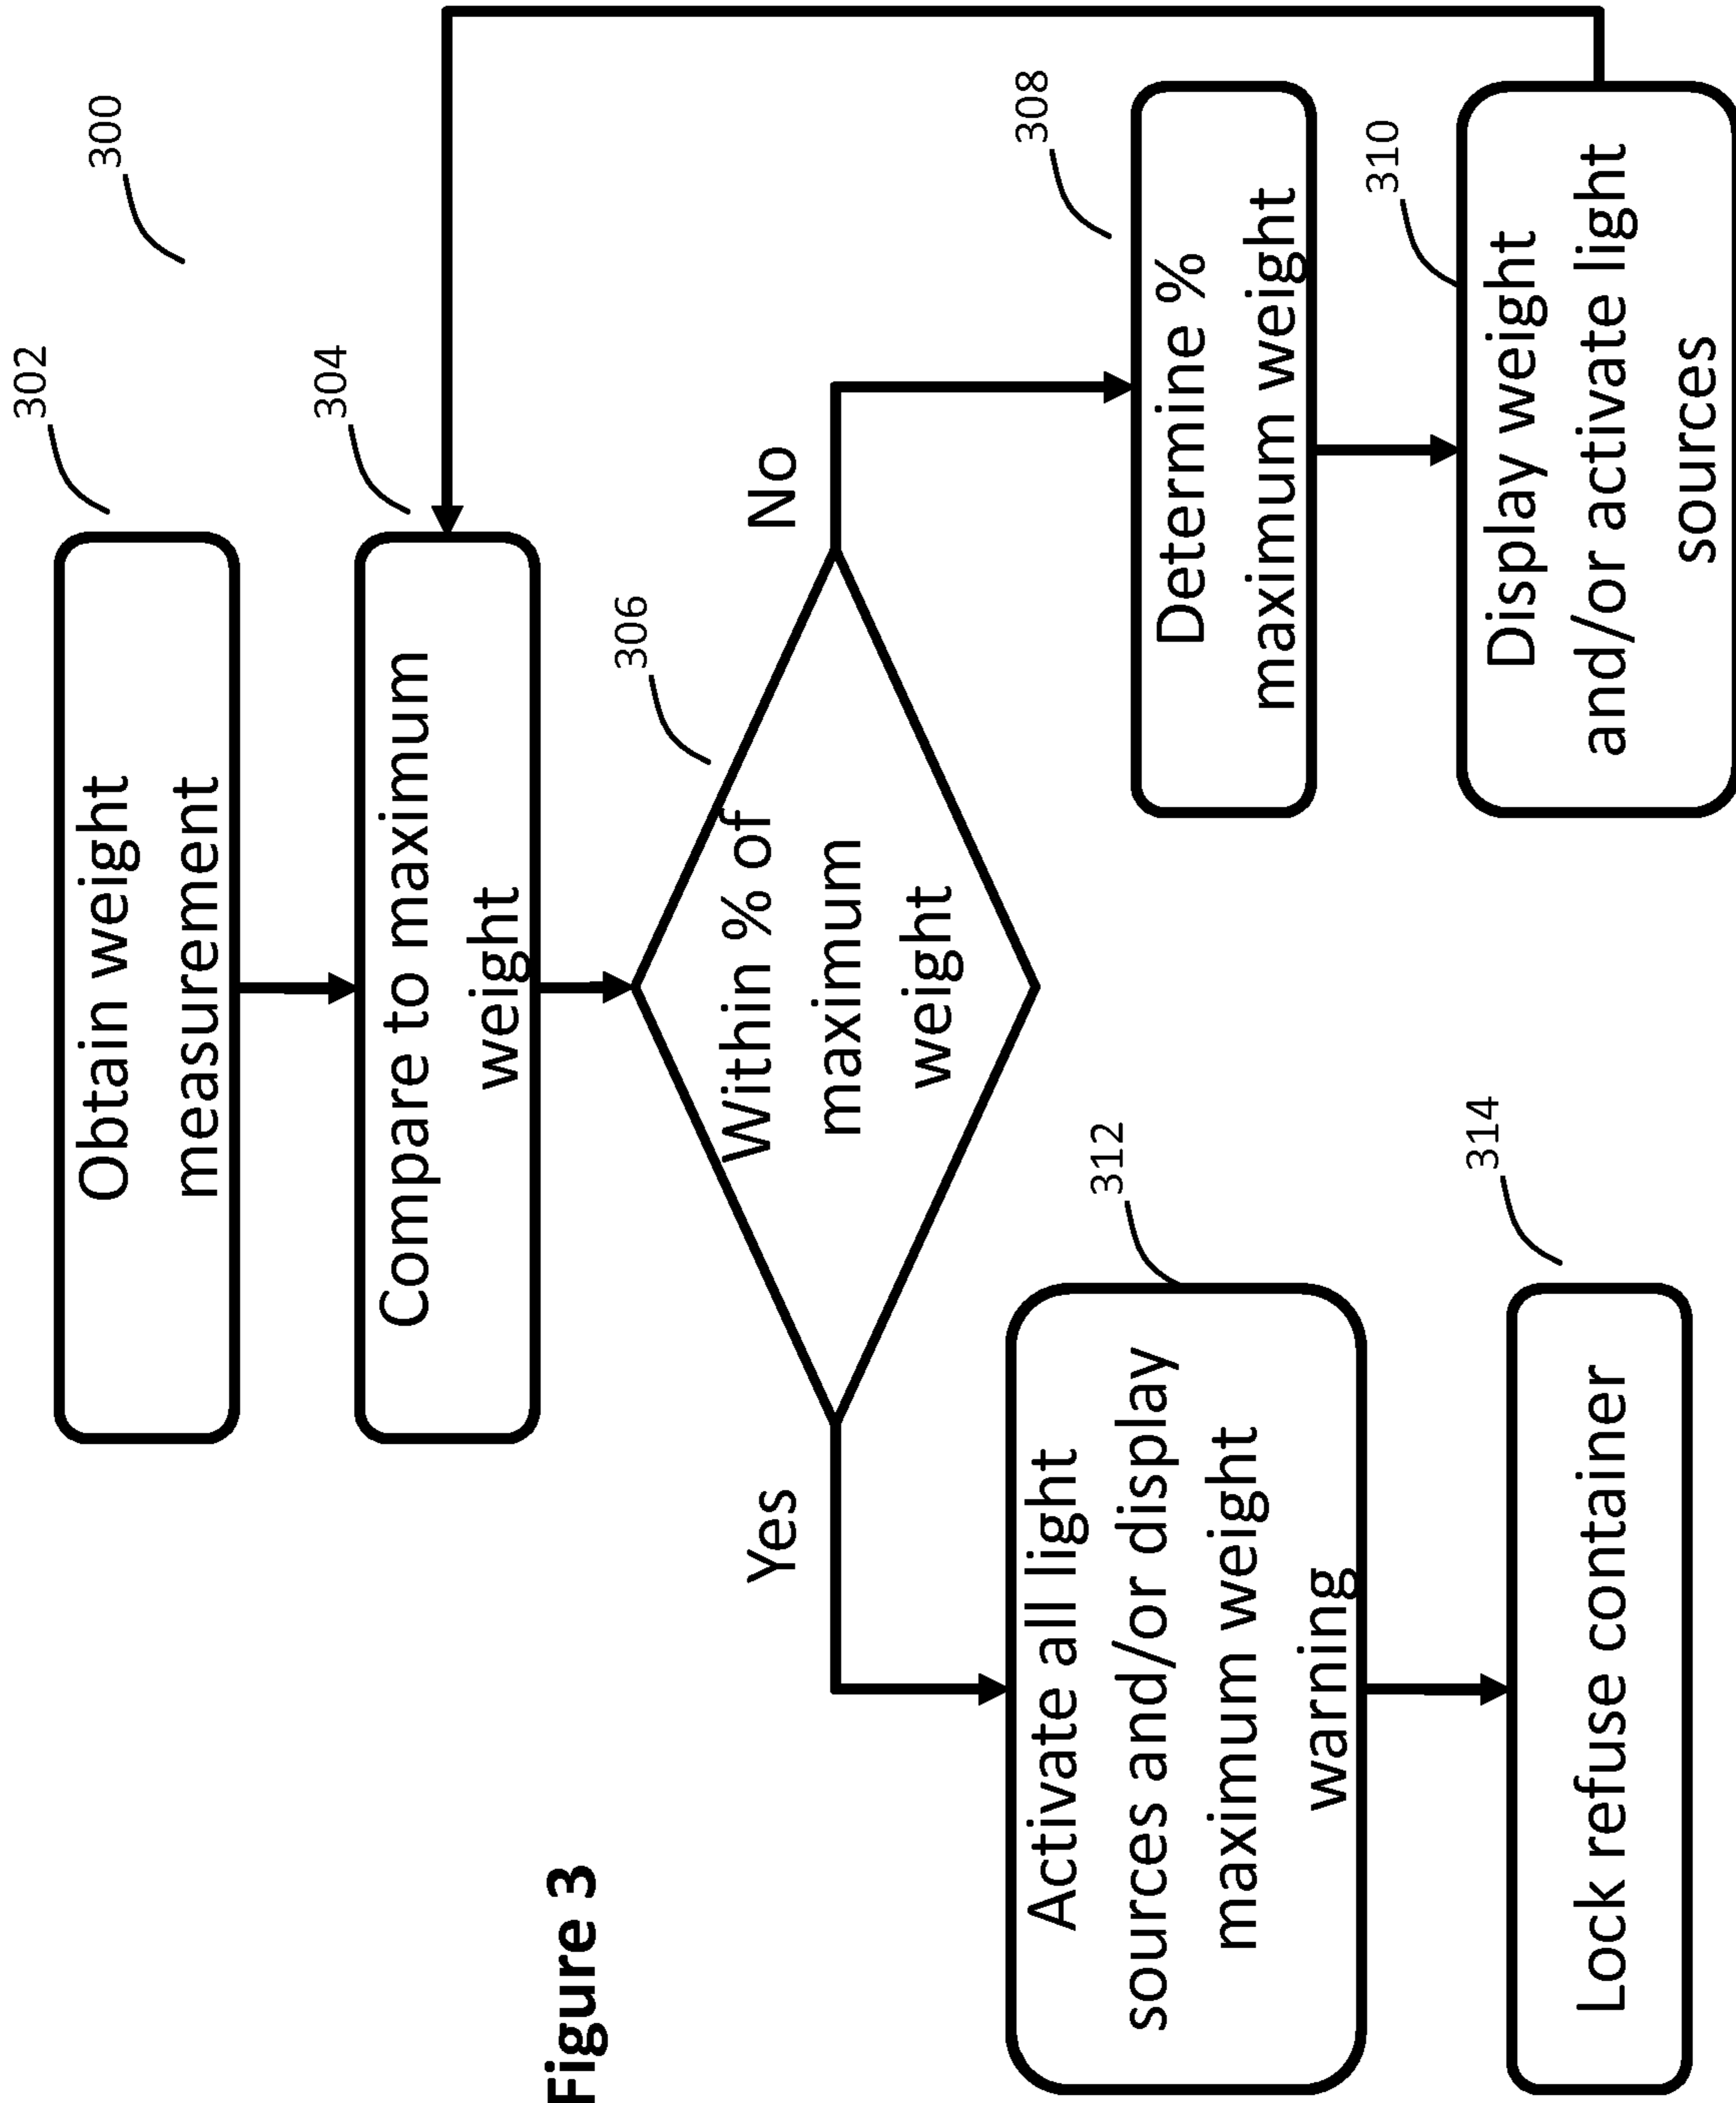 300
302
Obtain weight
measurement
304
Compare to maximum
weight
306
Within % of
maximum
weight
No
308
Determine %
maximum weight
310
Display weight
and/or activate light
sources
Yes
312
Activate all light
sources and/or display
maximum weight
warning
314
Lock refuse container
Figure 3